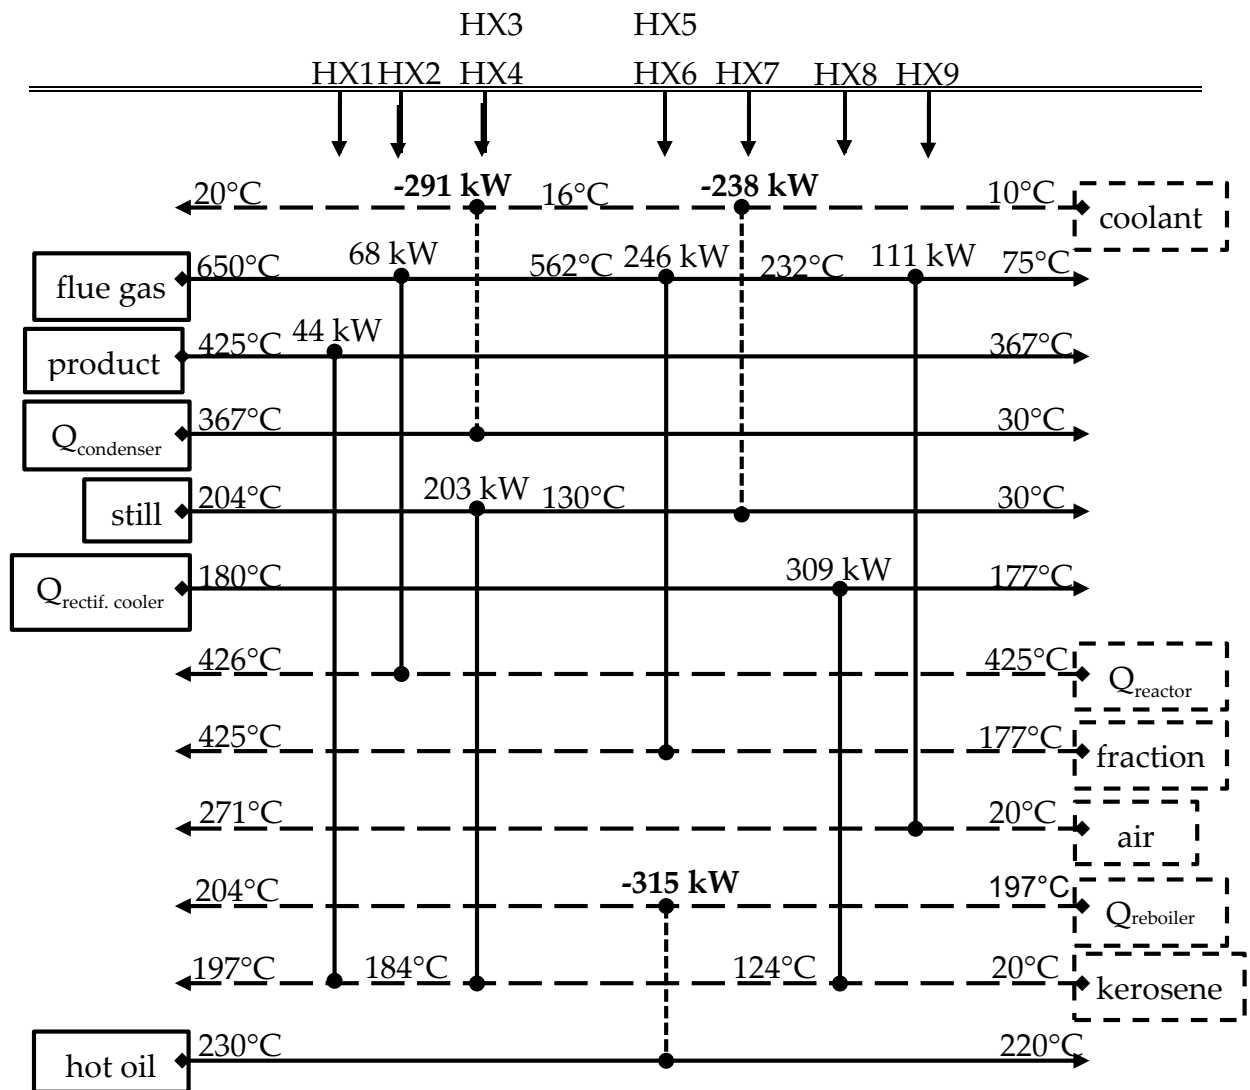 HX3 HX5
HX1 HX2 HX4 HX6 HX7 HX8 HX9
20°C -291 kW 16°C -238 kW 10°C coolant
flue gas 650°C 68 kW 562°C 246 kW 232°C 111 kW 75°C
44 kW
product 425°C 367°C
Qcondenser 367°C 30°C
still 204°C 203 kW 130°C 30°C
Qrectif. cooler 180°C 309 kW 177°C
426°C 425°C Qreactor
425°C 177°C fraction
271°C 20°C air
204°C -315 kW 197°C Qreboiler
197°C 184°C 124°C 20°C kerosene
hot oil 230°C 220°C